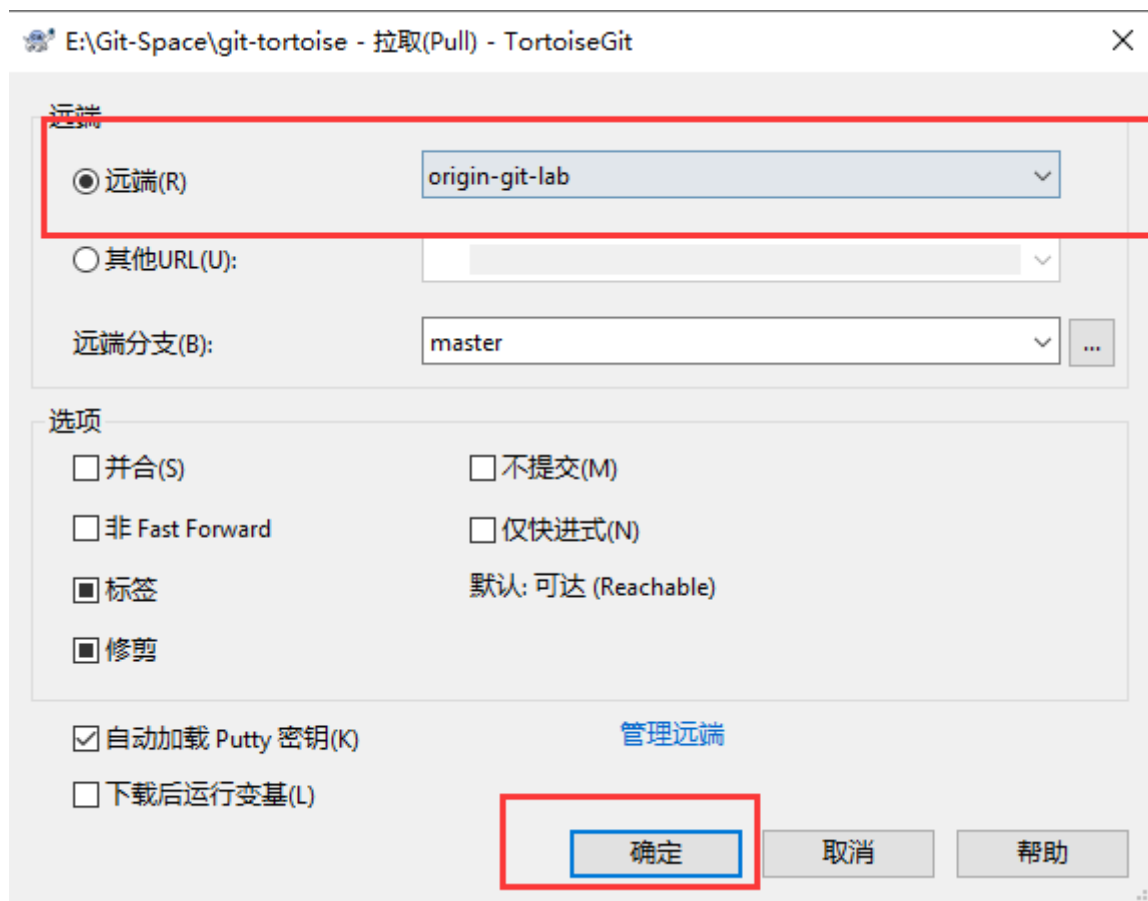 E:\Git-Space\git-tortoise - 拉取(Pull) - TortoiseGit
远端
远端(R)
origin-git-lab
其他URL(U):
远端分支(B):
master
...
选项
并合(S)
不提交(M)
非 Fast Forward
仅快进式(N)
标签
默认: 可达 (Reachable)
修剪
自动加载 Putty 密钥(K)
管理远端
下载后运行变基(L)
确定
取消
帮助